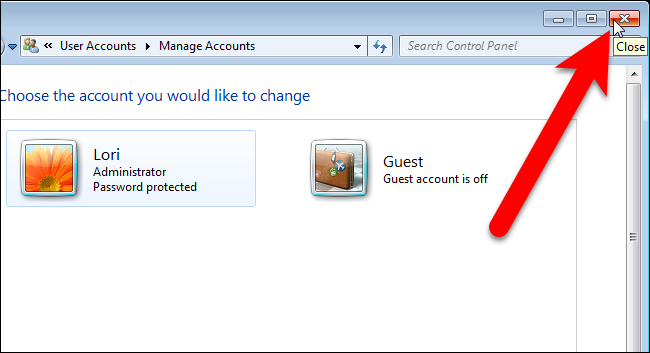 « User Accounts Manage Accounts
Search Control Panel
Close
Choose the account you would like to change
Lori
Administrator
Password protected
Guest
Guest account is off